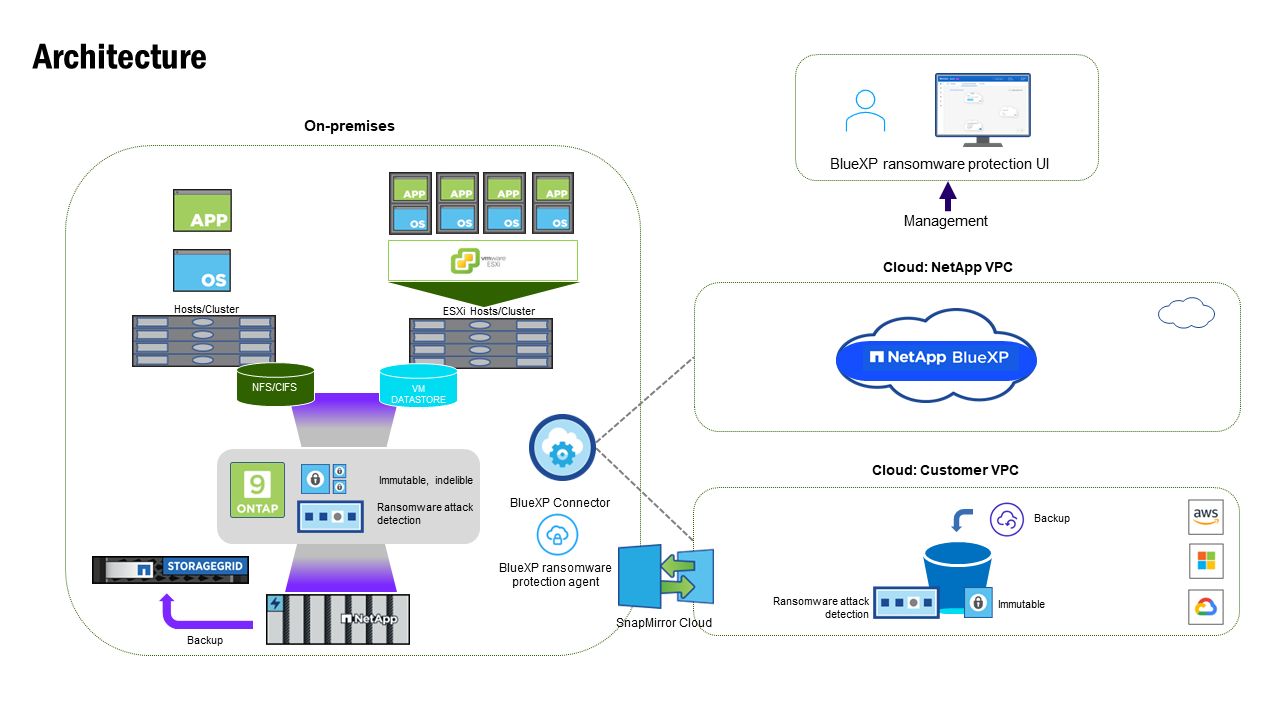 Architecture
On-premises
APP
OS
Hosts/Cluster
APP
APP
APP
APP
OS
OS
OS
OS
vmware
ESXi
ESXi Hosts/Cluster
NFS/CIFS
VM
DATASTORE
9
ONTAP
Immutable, indelible
Ransomware attack
detection
STORAGEGRID
Backup
NetApp
BlueXP Connector
BlueXP ransomware
protection agent
SnapMirror Cloud
BlueXP ransomware protection UI
Management
Cloud: NetApp VPC
NetApp BlueXP
Cloud: Customer VPC
Backup
Ransomware attack
detection
Immutable
aws